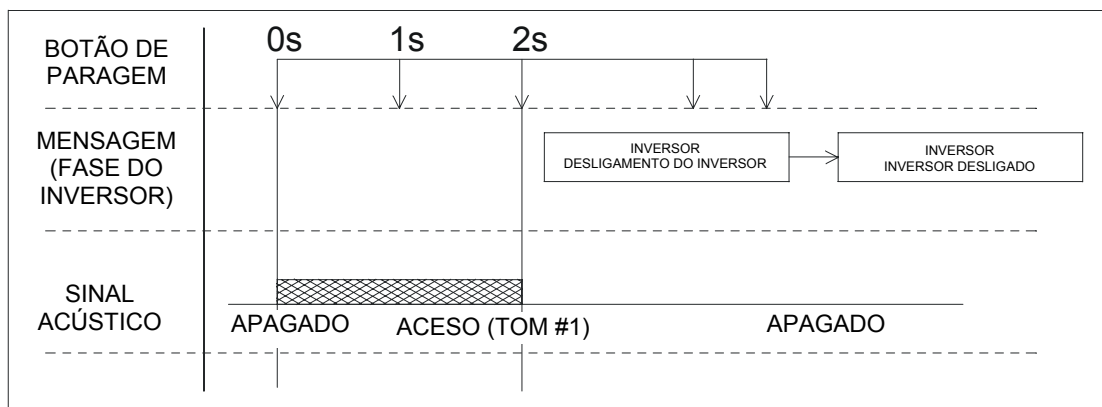 BOTÃO DE
PARAGEM
0s
1s
2s
MENSAGEM
(FASE DO
INVERSOR)
INVERSOR
DESLIGAMENTO DO INVERSOR
INVERSOR
INVERSOR DESLIGADO
SINAL
ACÚSTICO
APAGADO
ACESO (TOM #1)
APAGADO